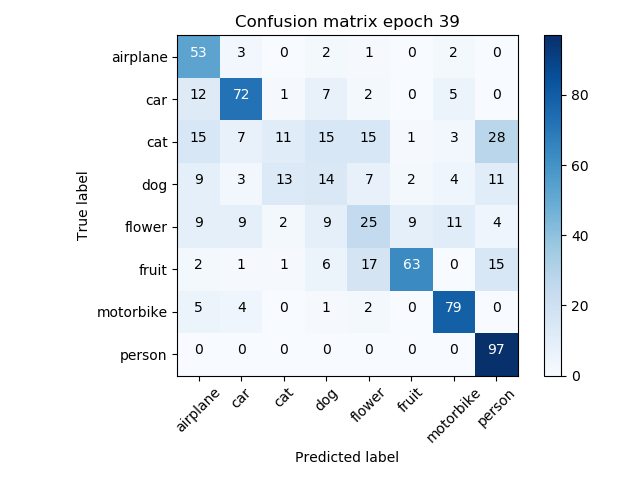 Confusion matrix epoch 39
True label
airplane 53 3 0 2 1 0 2 0
car 12 72 1 7 2 0 5 0
cat 15 7 11 15 15 1 3 28
dog 9 3 13 14 7 2 4 11
flower 9 9 2 9 25 9 11 4
fruit 2 1 1 6 17 63 0 15
motorbike 5 4 0 1 2 0 79 0
person 0 0 0 0 0 0 0 97
airplane car cat dog flower fruit motorbike person
Predicted label
80
60
40
20
0